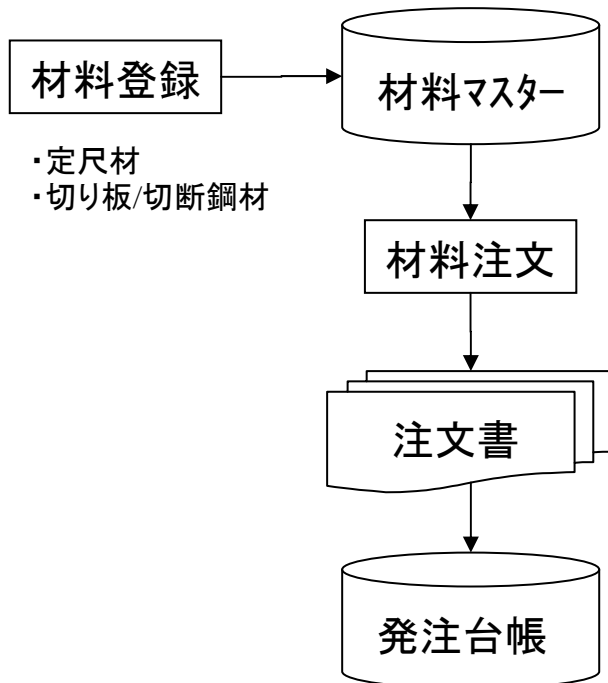 材料登録
材料マスター
・定尺材
・切り板/切断鋼材
材料注文
注文書
発注台帳